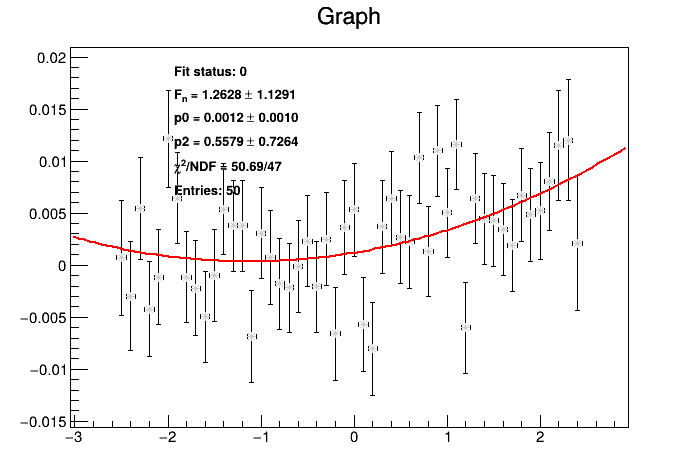 Graph
0.02
0.015
0.01
0.005
0
−0.005
−0.01
−0.015
Fit status: 0
Fn = 1.2628 ± 1.1291
p0 = 0.0012 ± 0.0010
p2 = 0.5579 ± 0.7264
χ²/NDF = 50.69/47
Entries: 50
−3 −2 −1 0 1 2